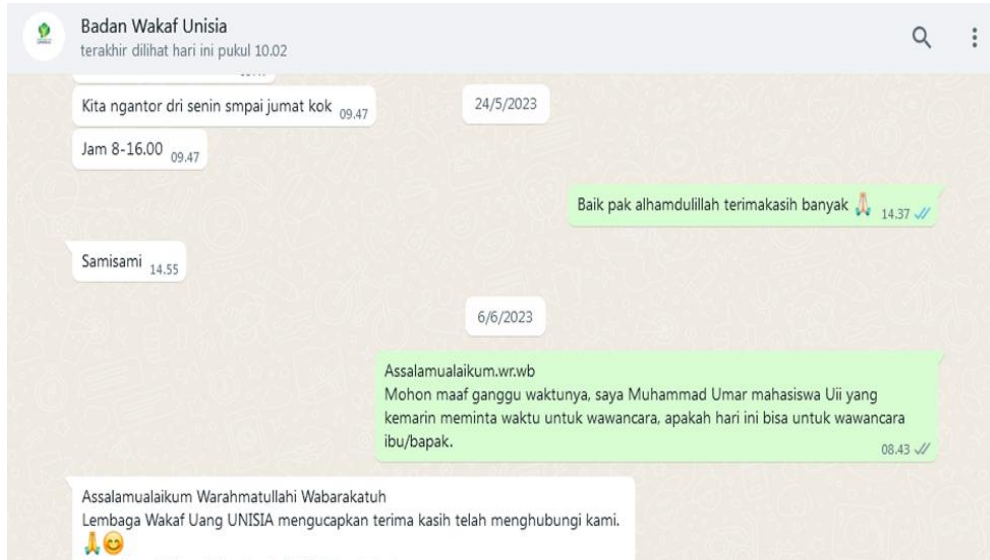 Badan Wakaf Unisia
terakhir dilihat hari ini pukul 10.02
Kita ngantor dri senin smpai jumat kok 09.47
24/5/2023
Jam 8-16.00 09.47
Baik pak alhamdulillah terimakasih banyak 🙏 14.37
Samisami 14.55
6/6/2023
Assalamualaikum.wr.wb
Mohon maaf ganggu waktunya, saya Muhammad Umar mahasiswa Uii yang
kemarin meminta waktu untuk wawancara, apakah hari ini bisa untuk wawancara
ibu/bapak.
08.43
Assalamualaikum Warahmatullahi Wabarakatuh
Lembaga Wakaf Uang UNISIA mengucapkan terima kasih telah menghubungi kami.
🙏😊